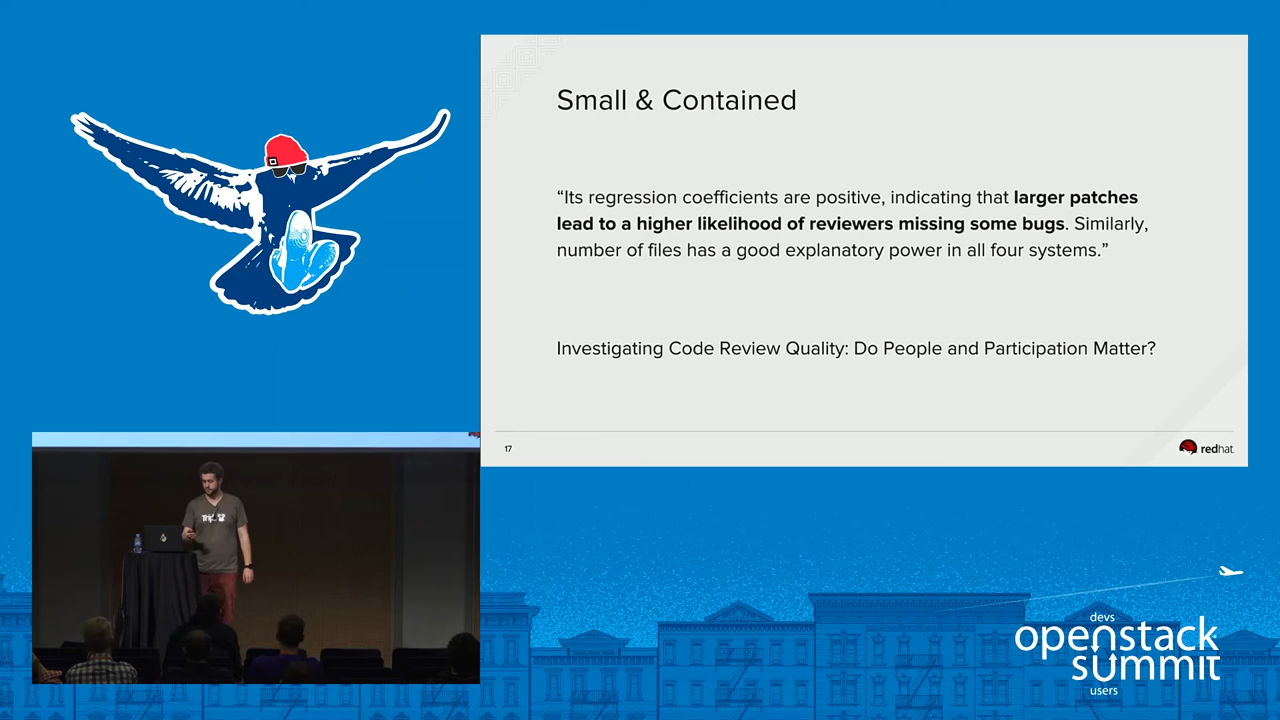 Small & Contained
“Its regression coefficients are positive, indicating that larger patches
lead to a higher likelihood of reviewers missing some bugs. Similarly,
number of files has a good explanatory power in all four systems.”
Investigating Code Review Quality: Do People and Participation Matter?
17
redhat.
devs
openstack
summit
users